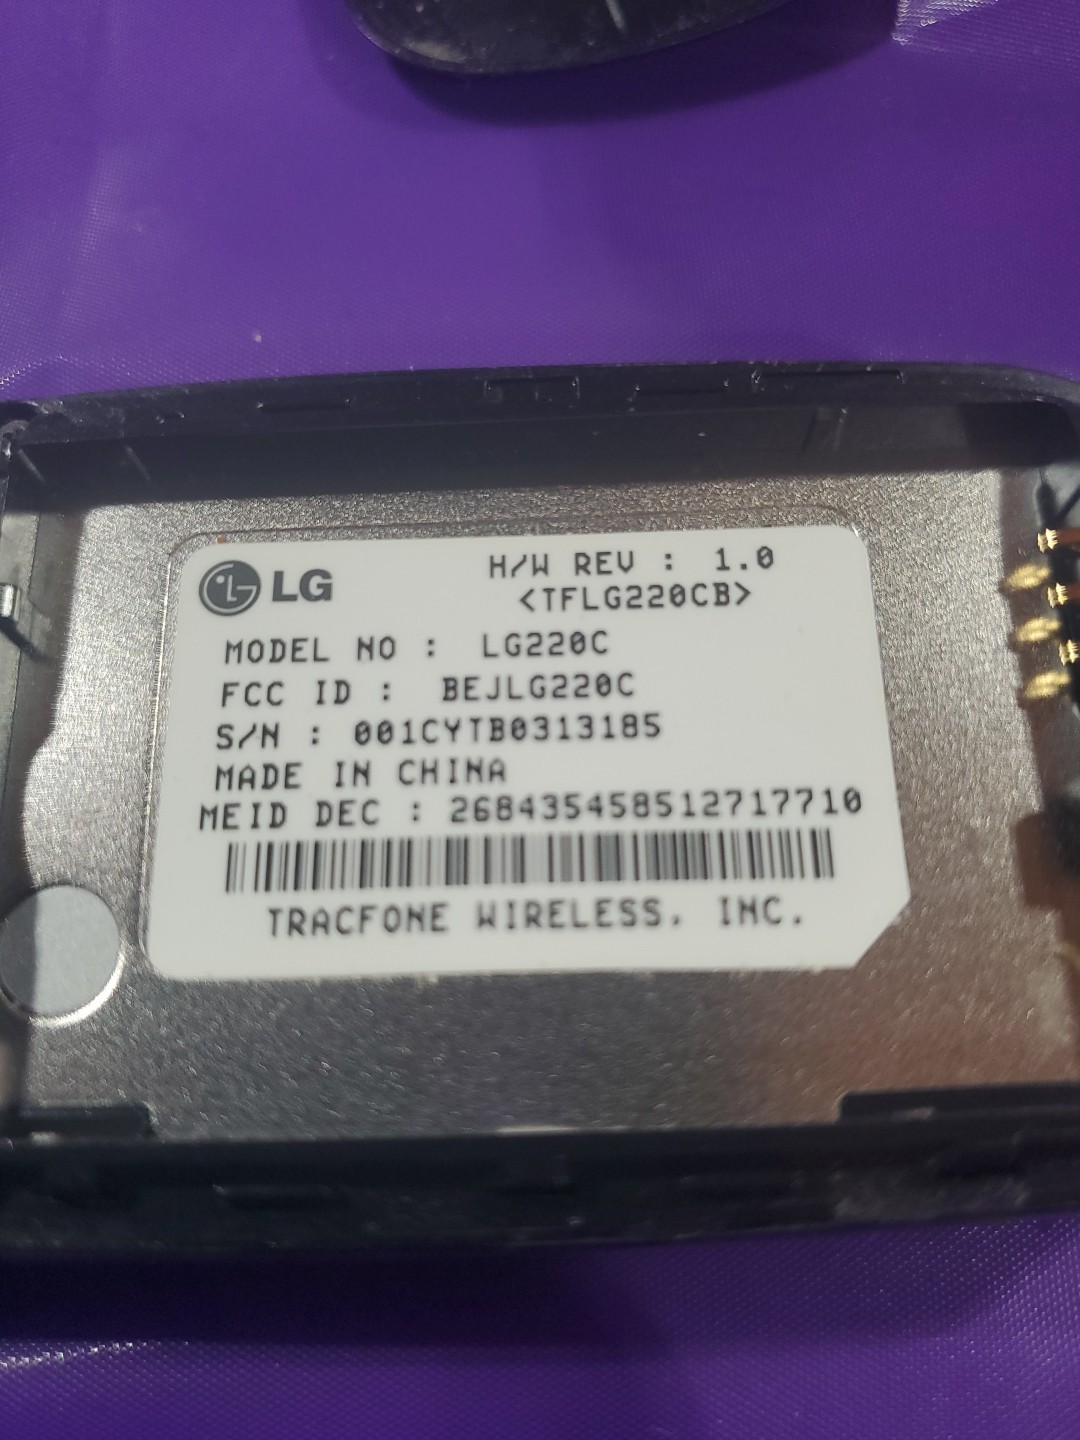 LG
H/W REV : 1.0
<TFLG220CB>
MODEL NO : LG220C
FCC ID : BEJLG220C
S/N : 001CYTB0313185
MADE IN CHINA
MEID DEC : 268435458512717710
TRACFONE WIRELESS. INC.